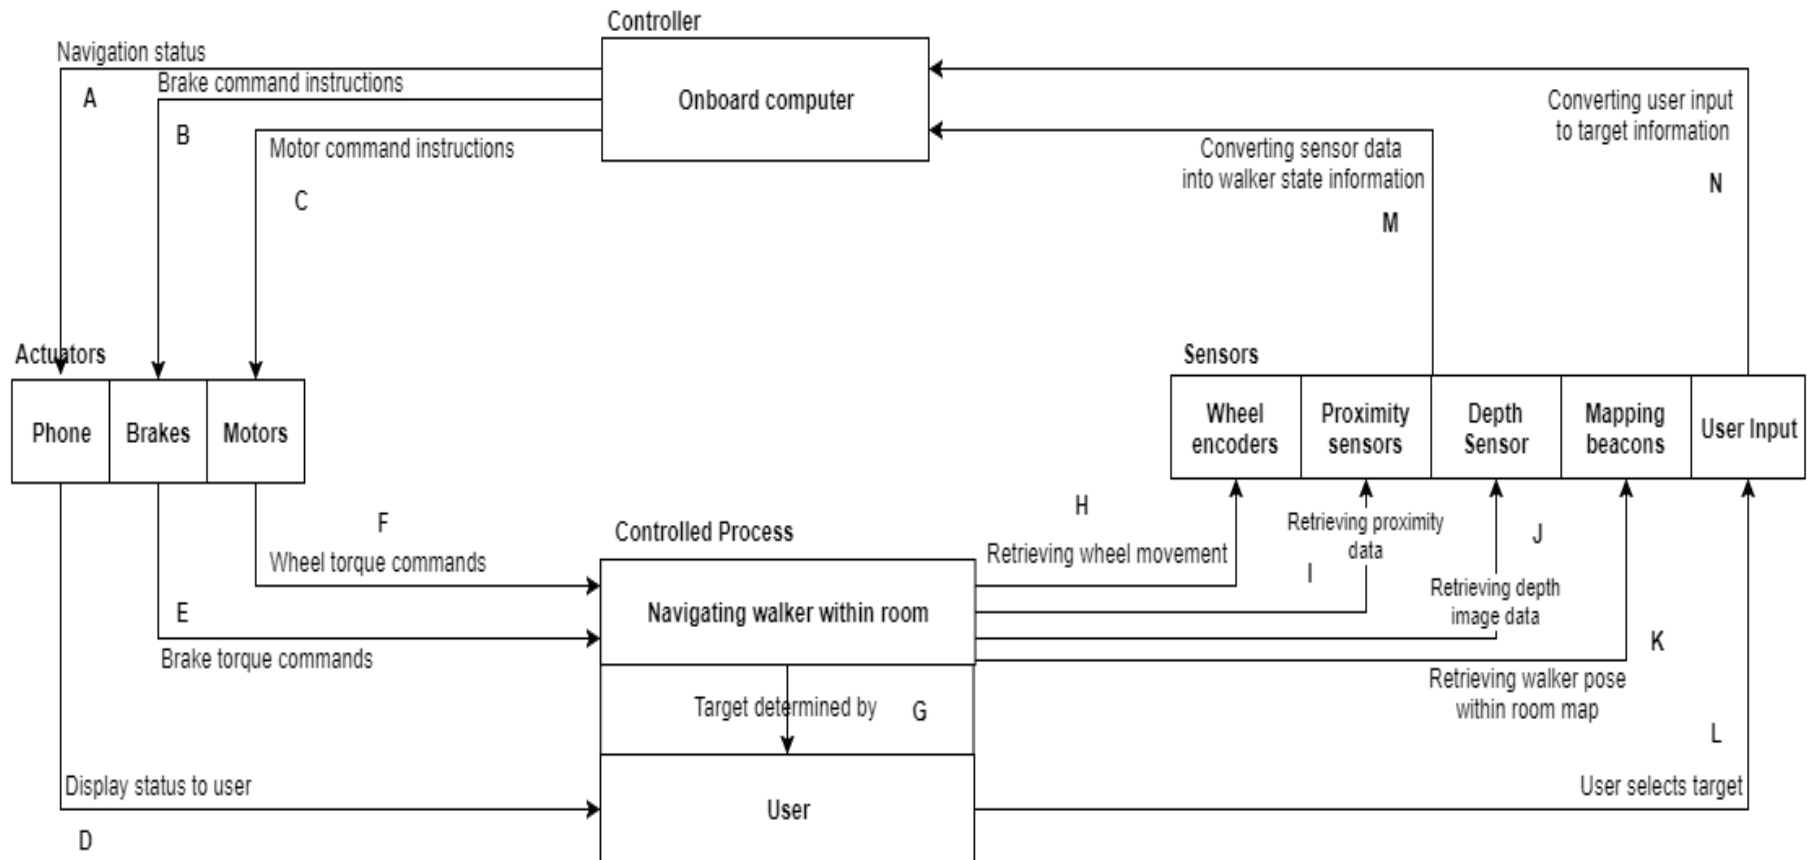 Controller
Navigation status
Brake command instructions
A
Onboard computer
Converting user input
to target information
B
Motor command instructions
Converting sensor data
into walker state information
N
C
M
Actuators
Sensors
Phone
Brakes
Motors
Wheel
encoders
Proximity
sensors
Depth
Sensor
Mapping
beacons
User Input
H
F
Controlled Process
Retrieving proximity
data
J
Wheel torque commands
Retrieving wheel movement
I
E
Navigating walker within room
Retrieving depth
image data
K
Brake torque commands
Retrieving walker pose
within room map
Target determined by
G
L
Display status to user
User
User selects target
D